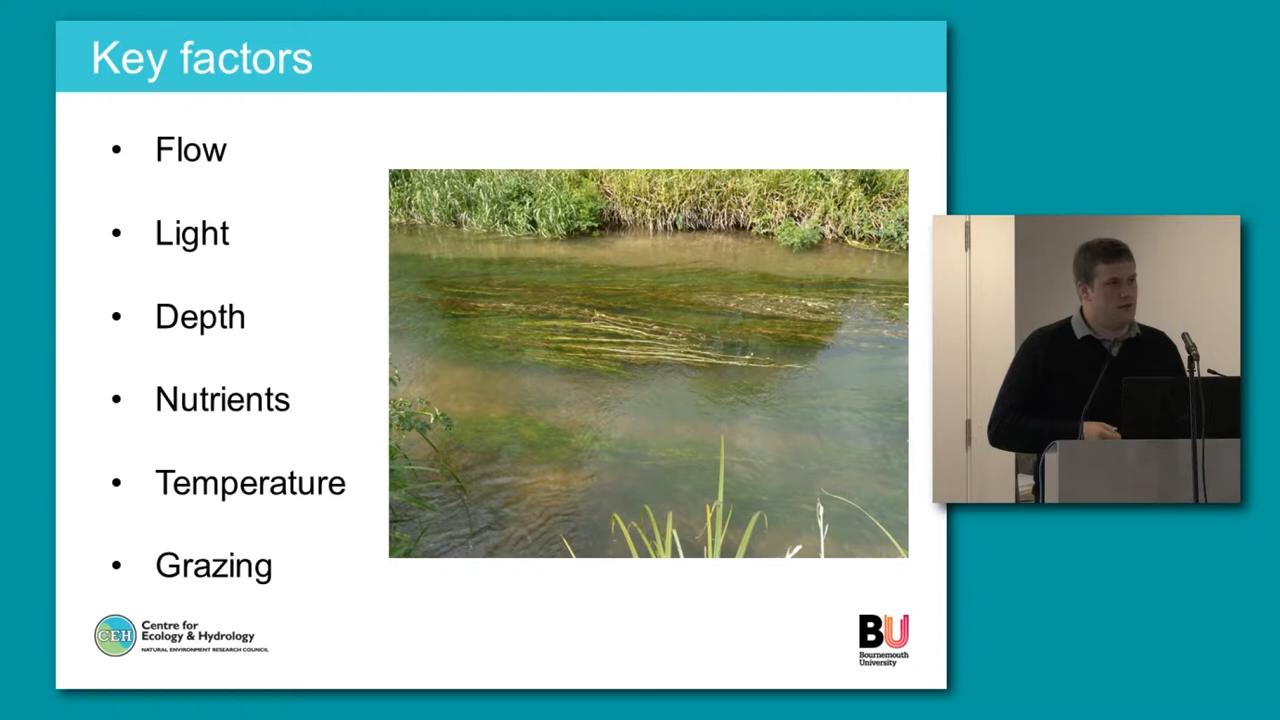 Key factors
• Flow
• Light
• Depth
• Nutrients
• Temperature
• Grazing
CEH
Centre for
Ecology & Hydrology
NATURAL ENVIRONMENT RESEARCH COUNCIL
BU
Bournemouth
University